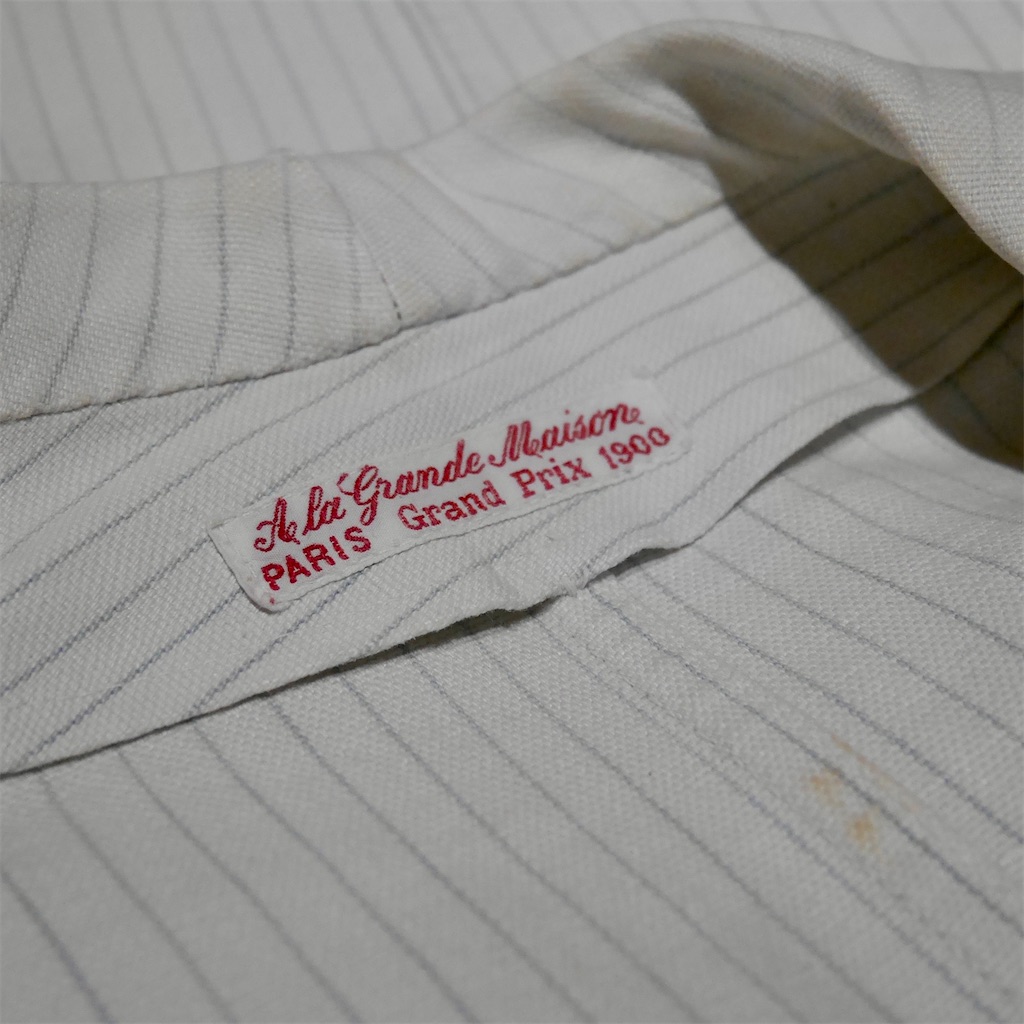 A la Grande Maison
PARIS Grand Prix 1900